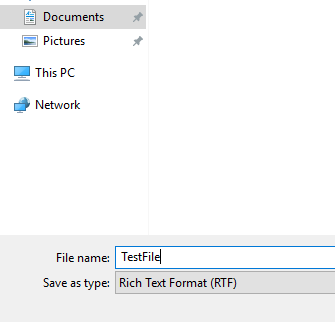 Documents
Pictures
This PC
Network
File name: TestFile
Save as type: Rich Text Format (RTF)